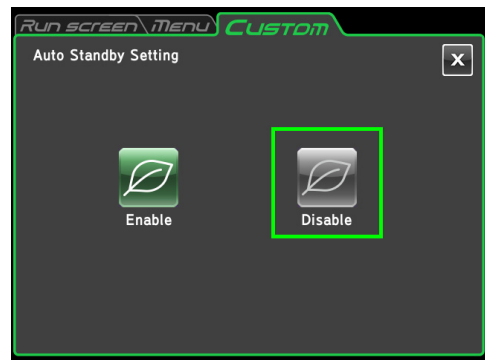 Run screen Menu Custom
Auto Standby Setting
X
Enable Disable